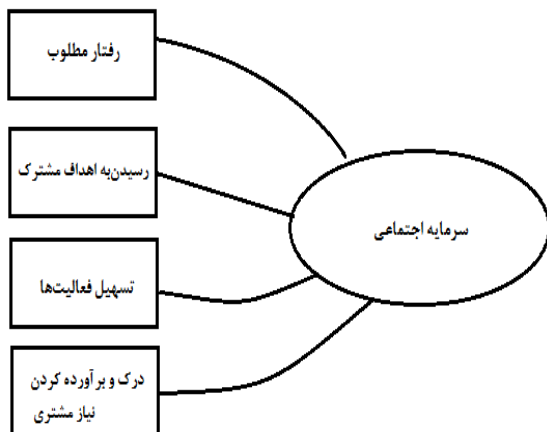 رفتار مطلوب
رسیدن‌به اهداف مشترک
سرمایه اجتماعی
تسهیل فعالیت‌ها
درک و برآورده کردن
نیاز مشتری